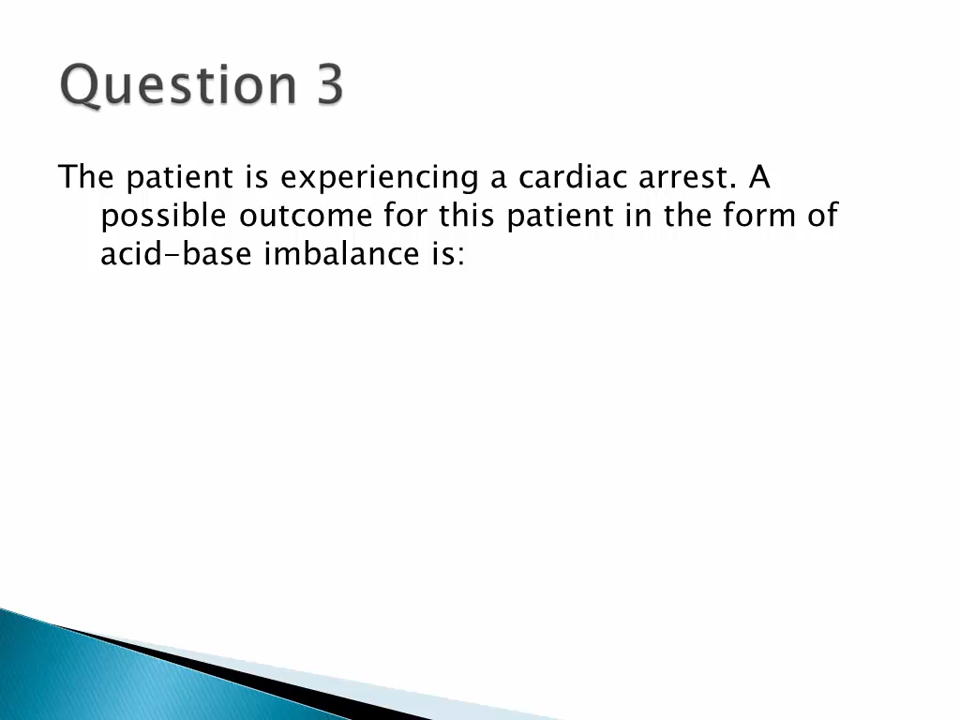 Question 3
The patient is experiencing a cardiac arrest. A
possible outcome for this patient in the form of
acid-base imbalance is: